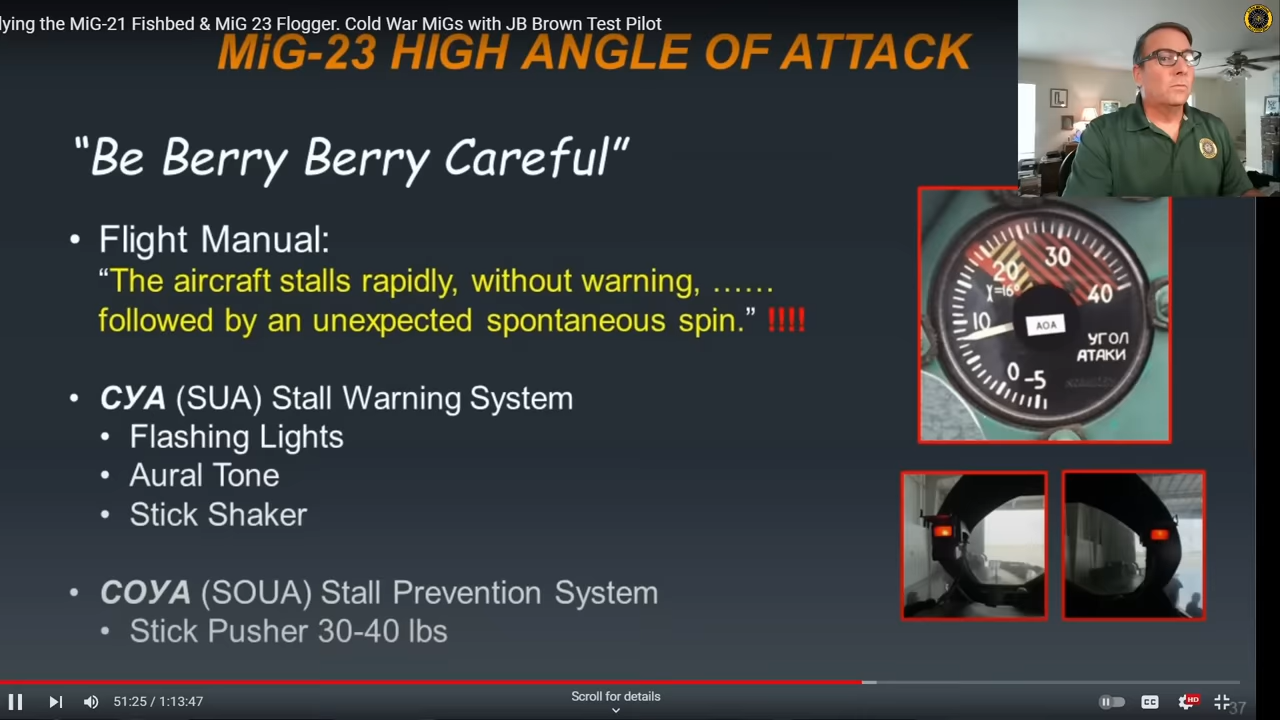 lying the MiG-21 Fishbed & MiG 23 Flogger. Cold War MiGs with JB Brown Test Pilot
MiG-23 HIGH ANGLE OF ATTACK
“Be Berry Berry Careful”
• Flight Manual:
“The aircraft stalls rapidly, without warning, ……
followed by an unexpected spontaneous spin.” !!!!
• СУА (SUA) Stall Warning System
• Flashing Lights
• Aural Tone
• Stick Shaker
• СОУА (SOUA) Stall Prevention System
• Stick Pusher 30-40 lbs
30
20
40
χ=16°
10
AOA
УГОЛ
АТАКИ
0
-5
51:25 / 1:13:47
Scroll for details
CC
HD
37